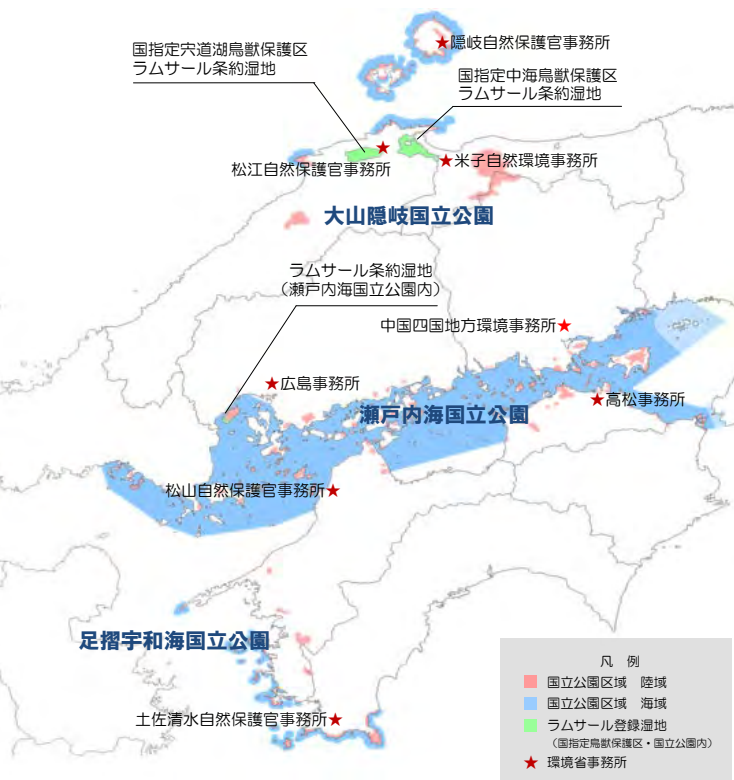 ★隠岐自然保護官事務所
国指定宍道湖鳥獣保護区
ラムサール条約湿地
国指定中海鳥獣保護区
ラムサール条約湿地
松江自然保護官事務所
★米子自然環境事務所
大山隠岐国立公園
ラムサール条約湿地
（瀬戸内海国立公園内）
中国四国地方環境事務所★
★広島事務所
★高松事務所
瀬戸内海国立公園
松山自然保護官事務所★
足摺宇和海国立公園
土佐清水自然保護官事務所★
凡 例
国立公園区域 陸域
国立公園区域 海域
ラムサール登録湿地
（国指定鳥獣保護区・国立公園内）
★ 環境省事務所